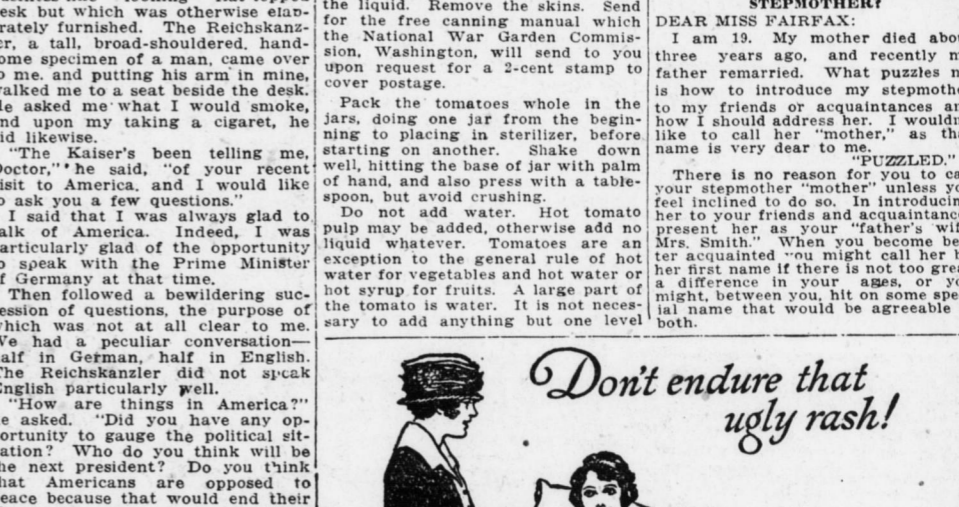 desk but which was otherwise elab-
rately furnished. The Reichskanz-
er, a tall, broad-shouldered, hand-
ome specimen of a man, came over
o me, and putting his arm in mine,
alked me to a seat beside the desk.
e asked me what I would smoke,
nd upon my taking a cigaret, he
id likewise.
"The Kaiser's been telling me,
octor," he said, "of your recent
isit to America, and I would like
o ask you a few questions."
I said that I was always glad to
alk of America. Indeed, I was
articularly glad of the opportunity
o speak with the Prime Minister
f Germany at that time.
Then followed a bewildering suc-
ession of questions, the purpose of
hich was not at all clear to me.
We had a peculiar conversation—
alf in German, half in English.
The Reichskanzler did not speak
English particularly well.
"How are things in America?"
e asked. "Did you have any op-
ortunity to gauge the political sit-
ation? Who do you think will be
he next president? Do you think
hat Americans are opposed to
eace because that would end their
the liquid. Remove the skins. Send
for the free canning manual which
the National War Garden Commis-
sion, Washington, will send to you
upon request for a 2-cent stamp to
cover postage.
Pack the tomatoes whole in the
jars, doing one jar from the begin-
ning to placing in sterilizer, before
starting on another. Shake down
well, hitting the base of jar with palm
of hand, and also press with a table-
spoon, but avoid crushing.
Do not add water. Hot tomato
pulp may be added, otherwise add no
liquid whatever. Tomatoes are an
exception to the general rule of hot
water for vegetables and hot water or
hot syrup for fruits. A large part of
the tomato is water. It is not neces-
sary to add anything but one level
STEPMOTHER?
DEAR MISS FAIRFAX:
I am 19. My mother died abou
three years ago, and recently m
father remarried. What puzzles m
is how to introduce my stepmothe
to my friends or acquaintances an
how I should address her. I wouldn
like to call her "mother," as tha
name is very dear to me.
"PUZZLED."
There is no reason for you to ca
your stepmother "mother" unless yo
feel inclined to do so. In introducin
her to your friends and acquaintanc
present her as your "father's wif
Mrs. Smith." When you become be
ter acquainted you might call her b
her first name if there is not too grea
a difference in your ages, or yo
might, between you, hit on some spe
ial name that would be agreeable
both.
Don't endure that
ugly rash!